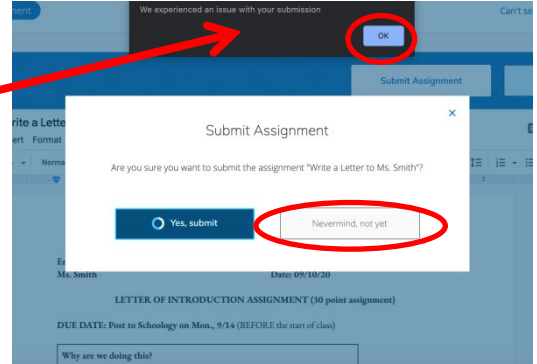 We experienced an issue with your submission
OK
Can't se
Submit Assignment
rite a Lette
ert Format
Norma
Submit Assignment
×
Are you sure you want to submit the assignment "Write a Letter to Ms. Smith"?
Yes, submit
Nevermind, not yet
Ms. Smith Date: 09/10/20
LETTER OF INTRODUCTION ASSIGNMENT (30 point assignment)
DUE DATE: Post to Schoology on Mon., 9/14 (BEFORE the start of class)
Why are we doing this?